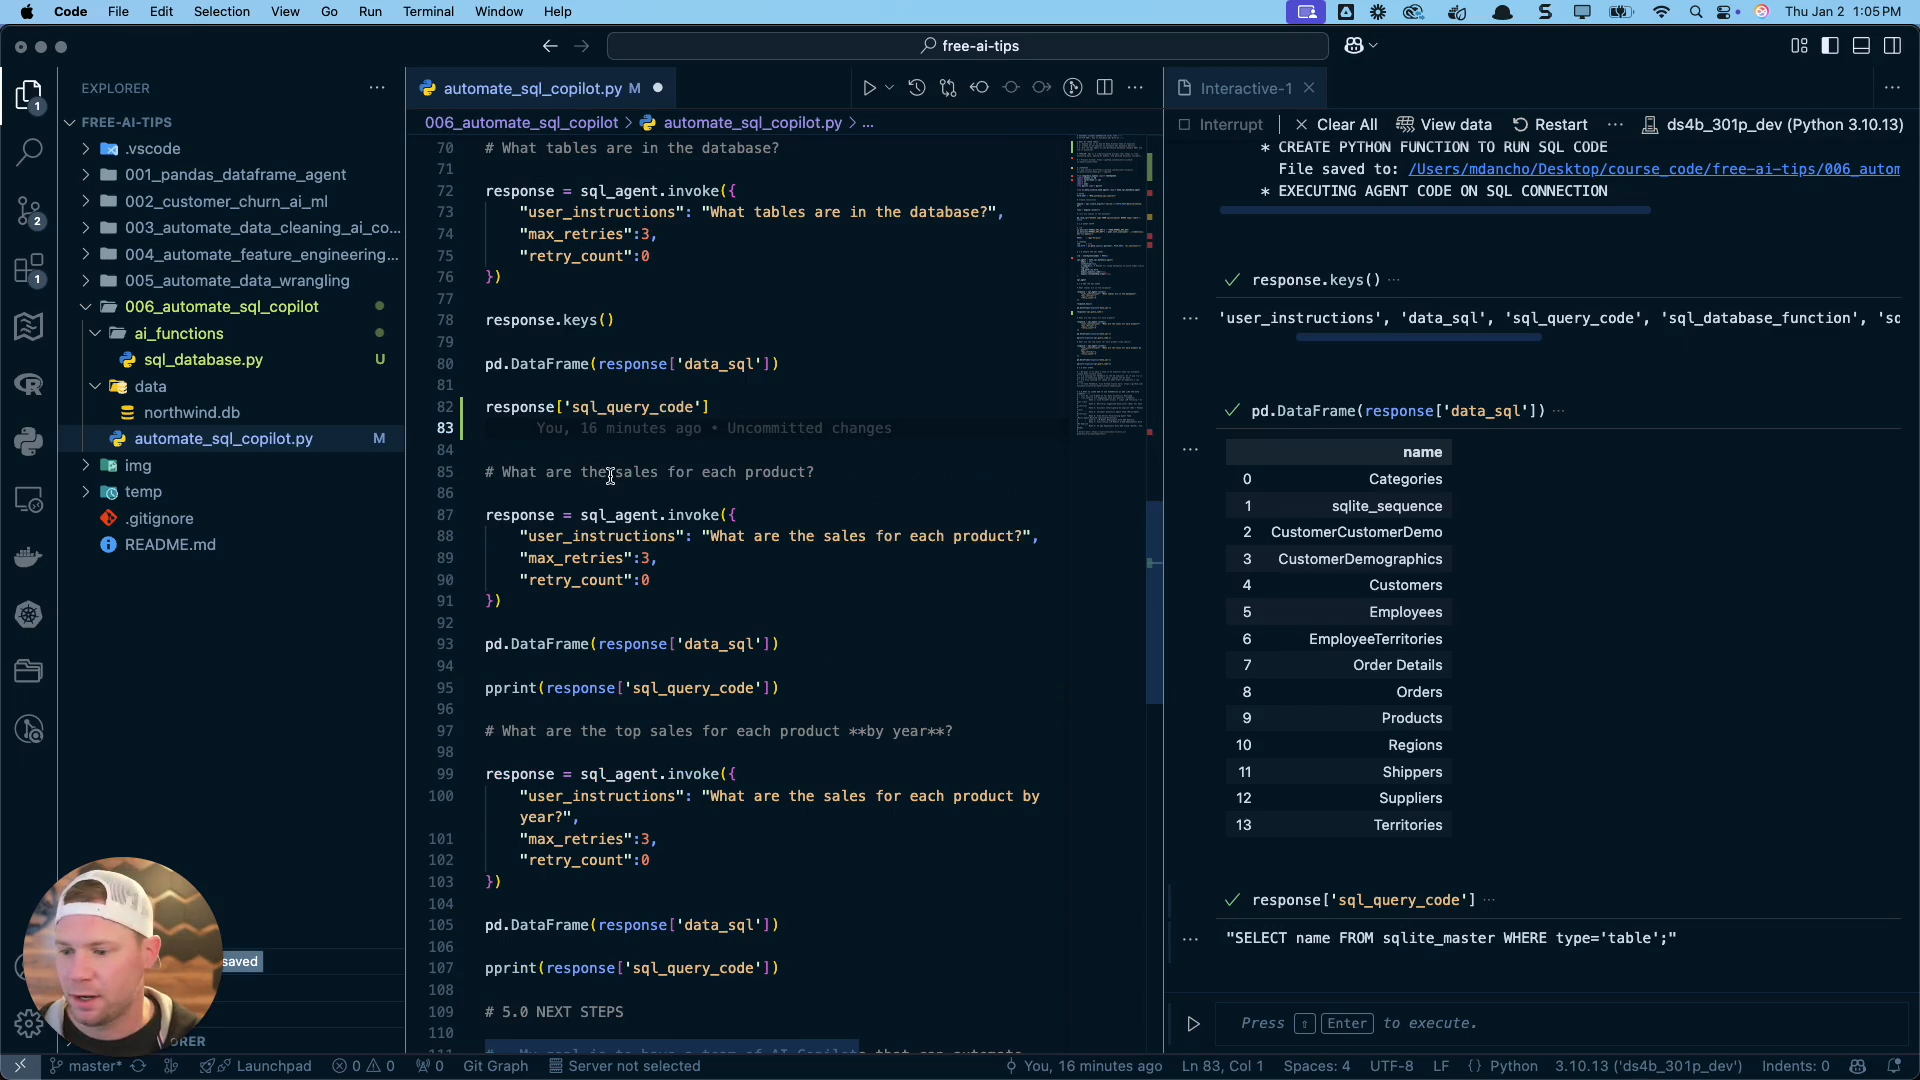 Code File Edit Selection View Go Run Terminal Window Help
Thu Jan 2 1:05 PM
free-ai-tips
EXPLORER
FREE-AI-TIPS
.vscode
001_pandas_dataframe_agent
002_customer_churn_ai_ml
003_automate_data_cleaning_ai_co...
004_automate_feature_engineering...
005_automate_data_wrangling
006_automate_sql_copilot
ai_functions
sql_database.py U
data
northwind.db
automate_sql_copilot.py M
img
temp
.gitignore
README.md
1
2
1
saved
automate_sql_copilot.py M
006_automate_sql_copilot > automate_sql_copilot.py > ...
70 # What tables are in the database?
71
72 response = sql_agent.invoke({
73 "user_instructions": "What tables are in the database?",
74 "max_retries":3,
75 "retry_count":0
76 })
77
78 response.keys()
79
80 pd.DataFrame(response['data_sql'])
81
82 response['sql_query_code']
83 You, 16 minutes ago • Uncommitted changes
84
85 # What are the sales for each product?
86
87 response = sql_agent.invoke({
88 "user_instructions": "What are the sales for each product?",
89 "max_retries":3,
90 "retry_count":0
91 })
92
93 pd.DataFrame(response['data_sql'])
94
95 pprint(response['sql_query_code'])
96
97 # What are the top sales for each product **by year**?
98
99 response = sql_agent.invoke({
100 "user_instructions": "What are the sales for each product by
year?",
101 "max_retries":3,
102 "retry_count":0
103 })
104
105 pd.DataFrame(response['data_sql'])
106
107 pprint(response['sql_query_code'])
108
109 # 5.0 NEXT STEPS
110
Interactive-1
Interrupt Clear All View data Restart ... ds4b_301p_dev (Python 3.10.13)
* CREATE PYTHON FUNCTION TO RUN SQL CODE
File saved to: /Users/mdancho/Desktop/course_code/free-ai-tips/006_autom
* EXECUTING AGENT CODE ON SQL CONNECTION
response.keys() ...
'user_instructions', 'data_sql', 'sql_query_code', 'sql_database_function',
pd.DataFrame(response['data_sql']) ...
name
0 Categories
1 sqlite_sequence
2 CustomerCustomerDemo
3 CustomerDemographics
4 Customers
5 Employees
6 EmployeeTerritories
7 Order Details
8 Orders
9 Products
10 Regions
11 Shippers
12 Suppliers
13 Territories
response['sql_query_code'] ...
"SELECT name FROM sqlite_master WHERE type='table';"
Press ⇧ Enter to execute.
master* Launchpad 0 0 0 Git Graph Server not selected You, 16 minutes ago Ln 83, Col 1 Spaces: 4 UTF-8 LF {} Python 3.10.13 ('ds4b_301p_dev') Indents: 0